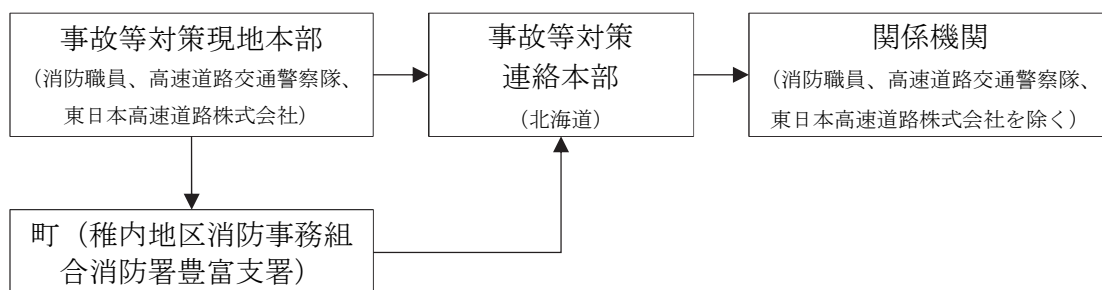 事故等対策現地本部
（消防職員、高速道路交通警察隊、
東日本高速道路株式会社）
事故等対策
連絡本部
（北海道）
関係機関
（消防職員、高速道路交通警察隊、
東日本高速道路株式会社を除く）
町（稚内地区消防事務組
合消防署豊富支署）